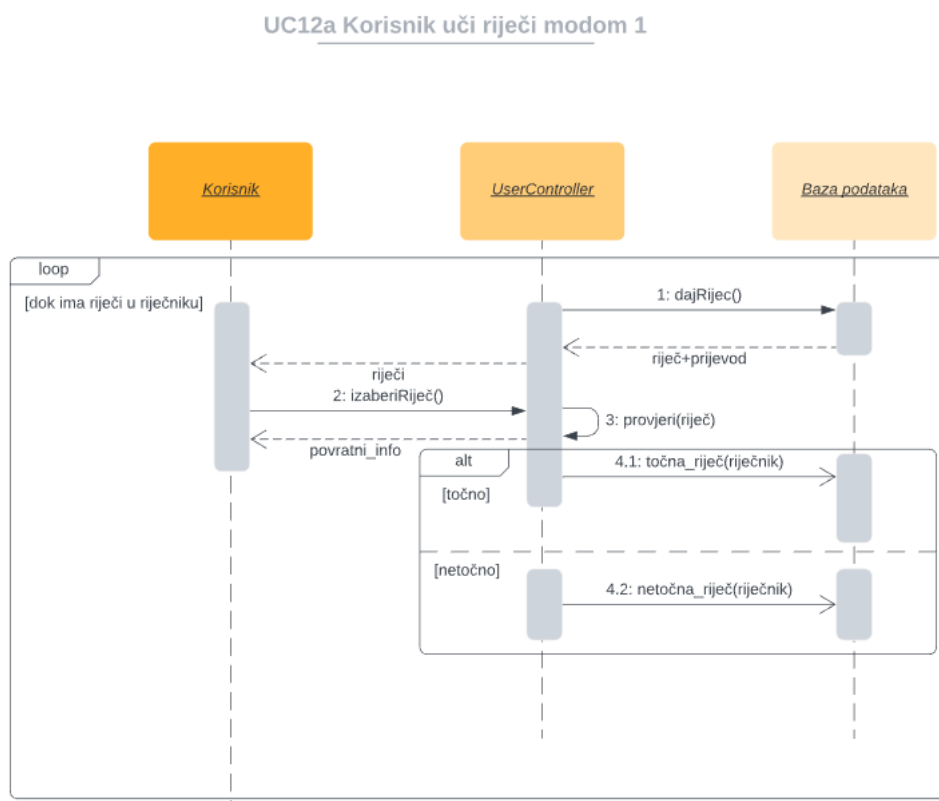 UC12a Korisnik uči riječi modom 1
Korisnik
UserController
Baza podataka
loop
[dok ima riječi u riječniku]
1: dajRijec()
riječ+prijevod
riječi
2: izaberiRiječ()
3: provjeri(riječ)
povratni_info
alt
4.1: točna_riječ(riječnik)
[točno]
[netočno]
4.2: netočna_riječ(riječnik)